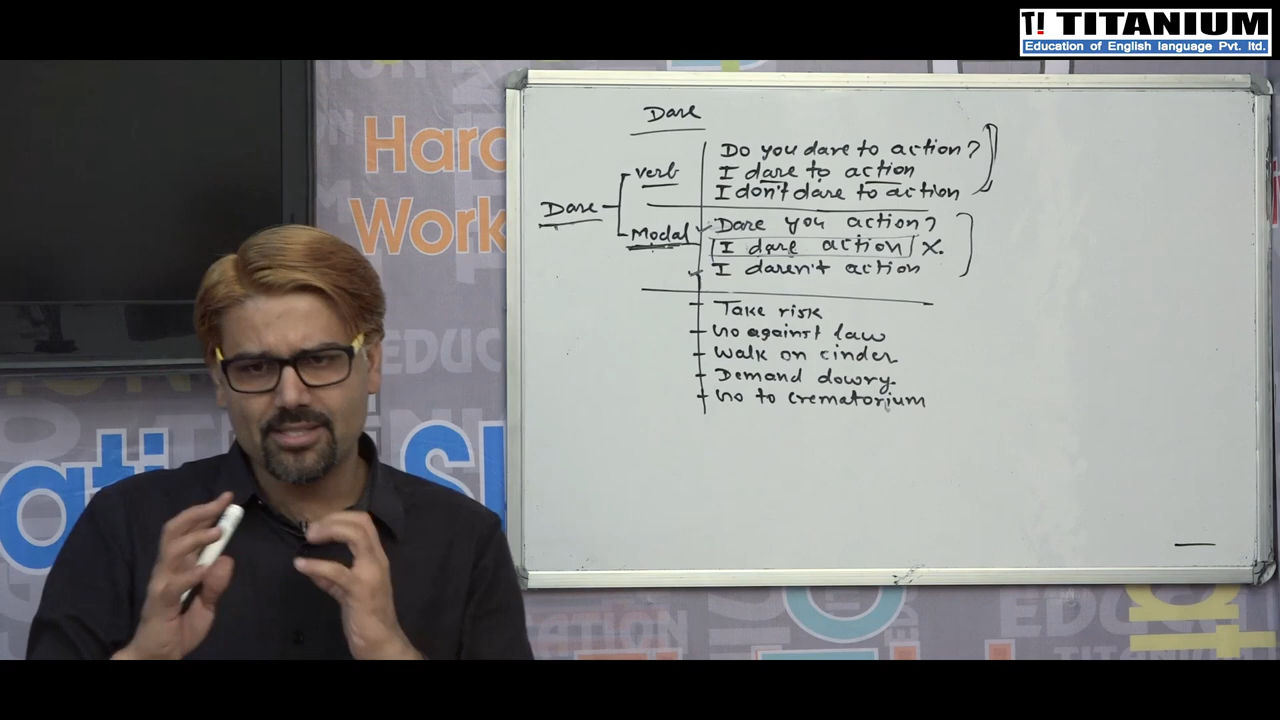 TITANIUM
Education of English language Pvt. ltd.
Hard
Work
EDUC
Dare
Do you dare to action?
I dare to action
I don't dare to action
verb
Dare
Modal
Dare you action?
I dare action X.
I daren't action
Take risk
Go against law
Walk on cinder
Demand dowry.
Go to crematorium
EDUC